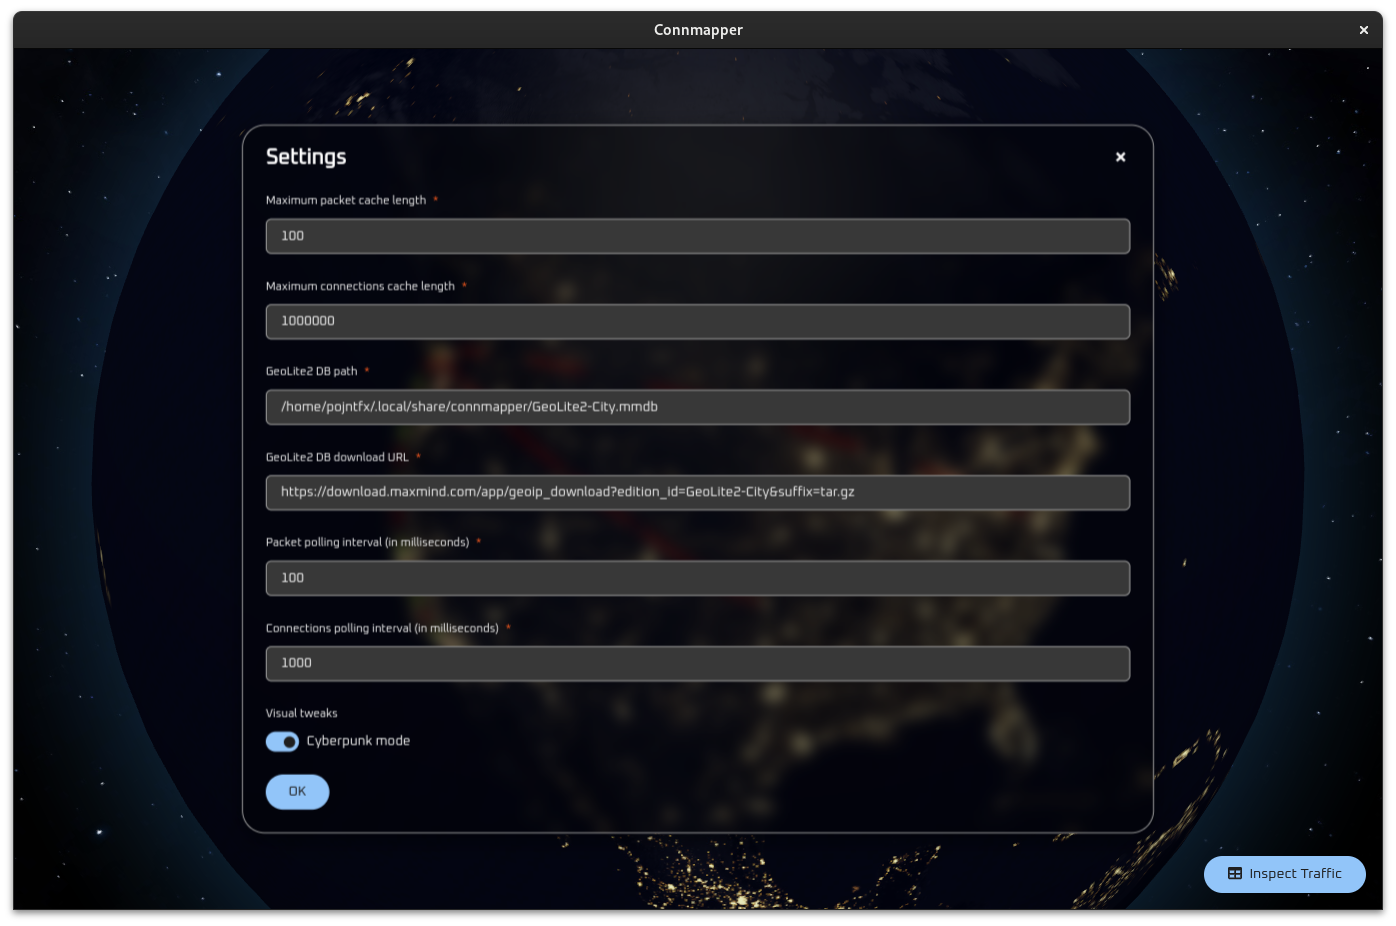 Connmapper
Settings
Maximum packet cache length *
100
Maximum connections cache length *
1000000
GeoLite2 DB path *
/home/pojntfx/.local/share/connmapper/GeoLite2-City.mmdb
GeoLite2 DB download URL *
https://download.maxmind.com/app/geoip_download?edition_id=GeoLite2-City&suffix=tar.gz
Packet polling interval (in milliseconds) *
100
Connections polling interval (in milliseconds) *
1000
Visual tweaks
Cyberpunk mode
OK
Inspect Traffic